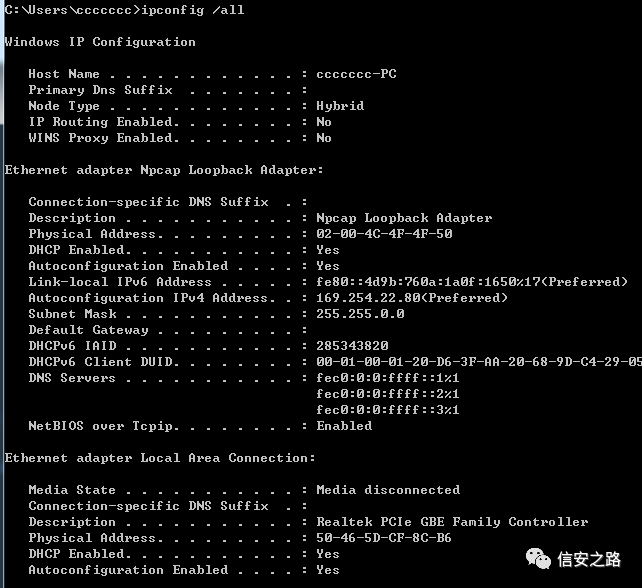 C:\Users\ccccccc>ipconfig /all
Windows IP Configuration
Host Name . . . . . . . . . . . . : ccccccc-PC
Primary Dns Suffix  . . . . . . . :
Node Type . . . . . . . . . . . . : Hybrid
IP Routing Enabled. . . . . . . . : No
WINS Proxy Enabled. . . . . . . . : No
Ethernet adapter Npcap Loopback Adapter:
Connection-specific DNS Suffix  . :
Description . . . . . . . . . . . : Npcap Loopback Adapter
Physical Address. . . . . . . . . : 02-00-4C-4F-4F-50
DHCP Enabled. . . . . . . . . . . : Yes
Autoconfiguration Enabled . . . . : Yes
Link-local IPv6 Address . . . . . : fe80::4d9b:760a:1a0f:1650%17(Preferred)
Autoconfiguration IPv4 Address. . : 169.254.22.80(Preferred)
Subnet Mask . . . . . . . . . . . : 255.255.0.0
Default Gateway . . . . . . . . . :
DHCPv6 IAID . . . . . . . . . . . : 285343820
DHCPv6 Client DUID. . . . . . . . : 00-01-00-01-20-D6-3F-AA-20-68-9D-C4-29-05
DNS Servers . . . . . . . . . . . : fec0:0:0:ffff::1%1
fec0:0:0:ffff::2%1
fec0:0:0:ffff::3%1
NetBIOS over Tcpip. . . . . . . . : Enabled
Ethernet adapter Local Area Connection:
Media State . . . . . . . . . . . : Media disconnected
Connection-specific DNS Suffix  . :
Description . . . . . . . . . . . : Realtek PCIe GBE Family Controller
Physical Address. . . . . . . . . : 50-46-5D-CF-8C-B6
DHCP Enabled. . . . . . . . . . . : Yes
Autoconfiguration Enabled . . . . : Yes
信安之路